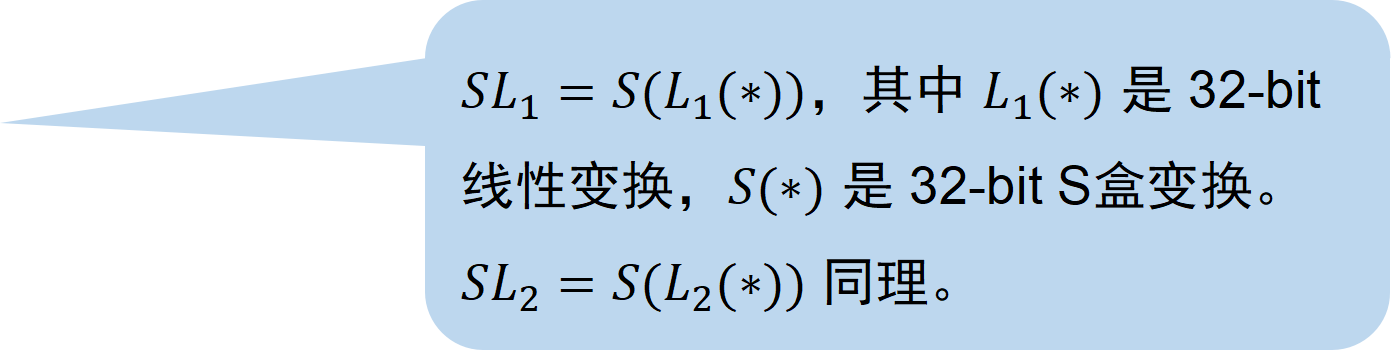 SL₁ = S(L₁(*))，其中 L₁(*) 是 32-bit
线性变换，S(*) 是 32-bit S盒变换。
SL₂ = S(L₂(*)) 同理。